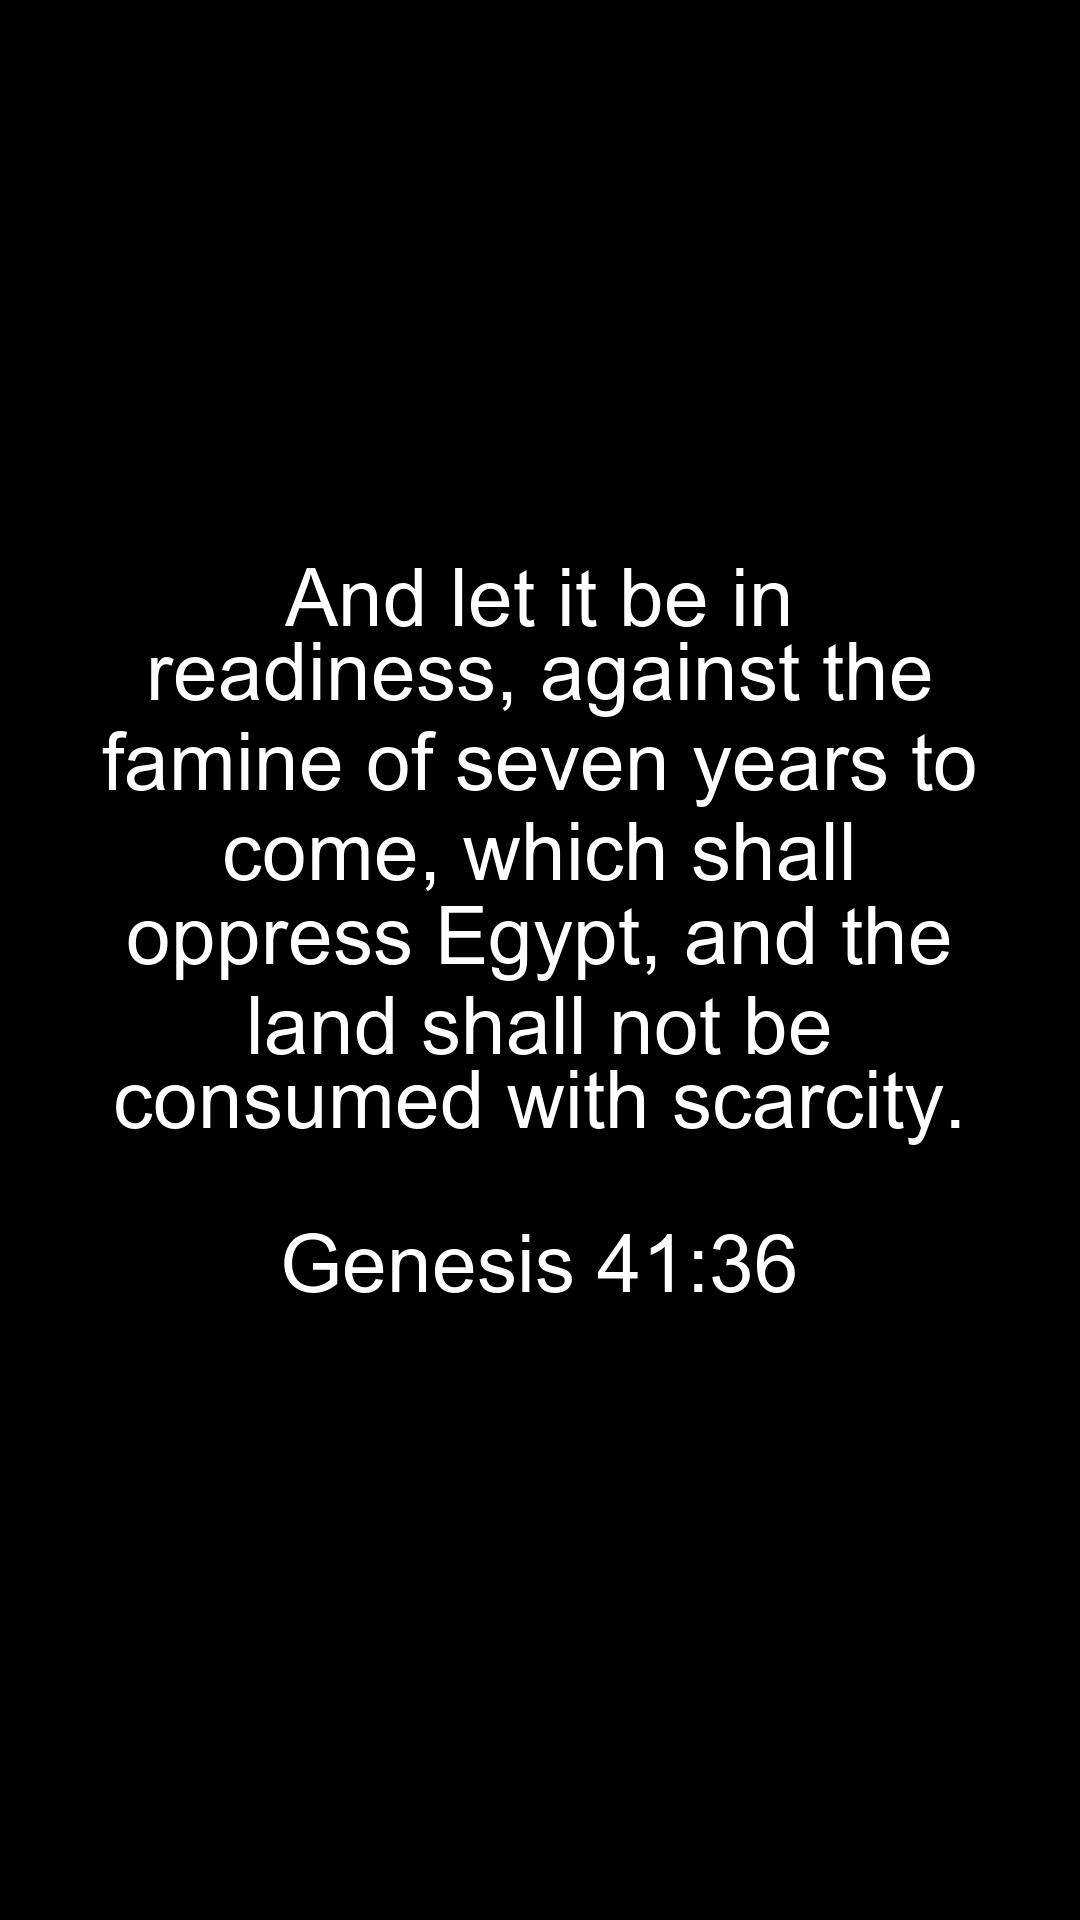 And let it be in
readiness, against the
famine of seven years to
come, which shall
oppress Egypt, and the
land shall not be
consumed with scarcity.
Genesis 41:36